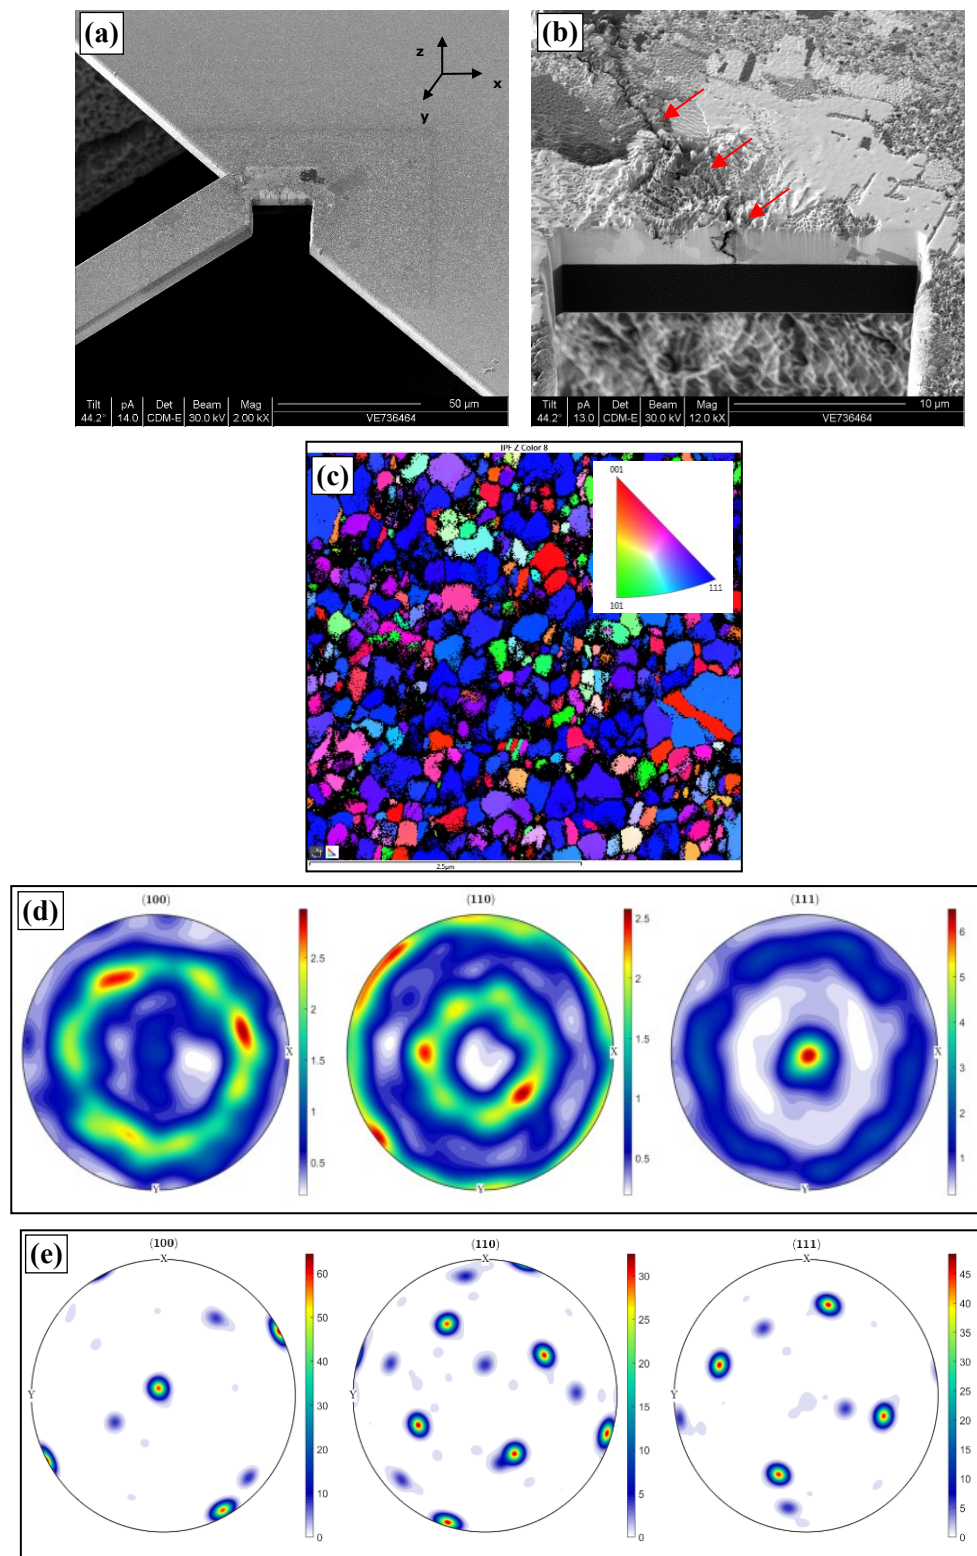 (a)
z
x
y
Tilt pA Det Beam Mag 50 µm
44.2° 14.0 CDM-E 30.0 kV 2.00 kX VE736464
(b)
Tilt pA Det Beam Mag 10 µm
44.2° 13.0 CDM-E 30.0 kV 12.0 kX VE736464
IPF Z Color 8
(c)
001
111
101
2.5µm
(d)
(100)
X
Y
2.5
2
1.5
1
0.5
(110)
X
Y
2.5
2
1.5
1
0.5
(111)
X
Y
6
5
4
3
2
1
(e)
(100)
X
Y
60
50
40
30
20
10
0
(110)
X
Y
30
25
20
15
10
5
0
(111)
X
Y
45
40
35
30
25
20
15
10
5
0